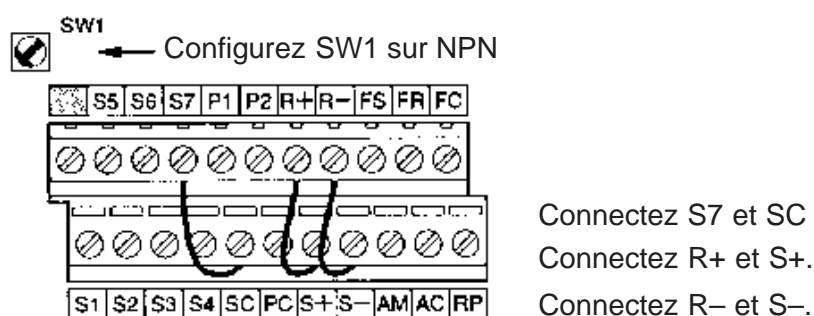 SW1
Configurez SW1 sur NPN
S5 S6 S7 P1 P2 R+ R− FS FR FC
Connectez S7 et SC
Connectez R+ et S+.
S1 S2 S3 S4 SC PC S+ S− AM AC RP
Connectez R– et S–.